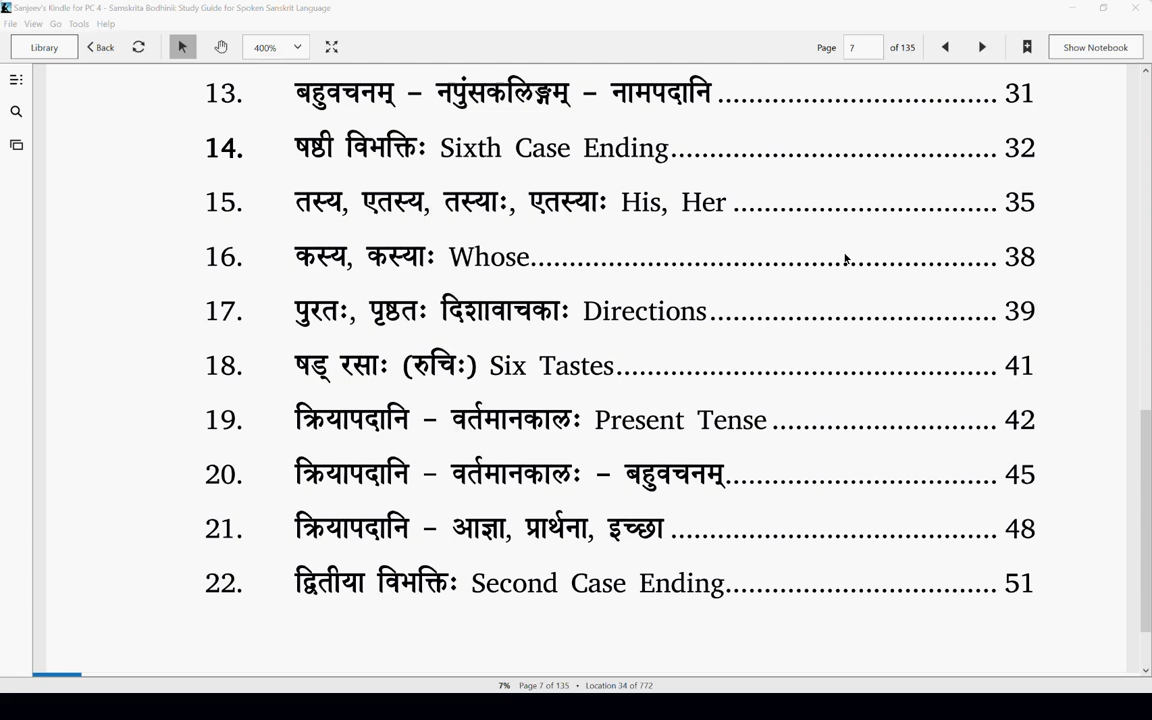 Sanjeev's Kindle for PC 4 - Samskrita Bodhinii: Study Guide for Spoken Sanskrit Language
File View Go Tools Help
Library Back 400% Page 7 of 135 Show Notebook
13. बहुवचनम् – नपुंसकलिङ्गम् – नामपदानि .................................. 31
14. षष्ठी विभक्तिः Sixth Case Ending....................................... 32
15. तस्य, एतस्य, तस्याः, एतस्याः His, Her ................................ 35
16. कस्य, कस्याः Whose........................................................ 38
17. पुरतः, पृष्ठतः दिशावाचकाः Directions................................... 39
18. षड् रसाः (रुचिः) Six Tastes.............................................. 41
19. क्रियापदानि – वर्तमानकालः Present Tense ........................... 42
20. क्रियापदानि – वर्तमानकालः – बहुवचनम्................................. 45
21. क्रियापदानि – आज्ञा, प्रार्थना, इच्छा ....................................... 48
22. द्वितीया विभक्तिः Second Case Ending................................. 51
7% Page 7 of 135 • Location 34 of 772